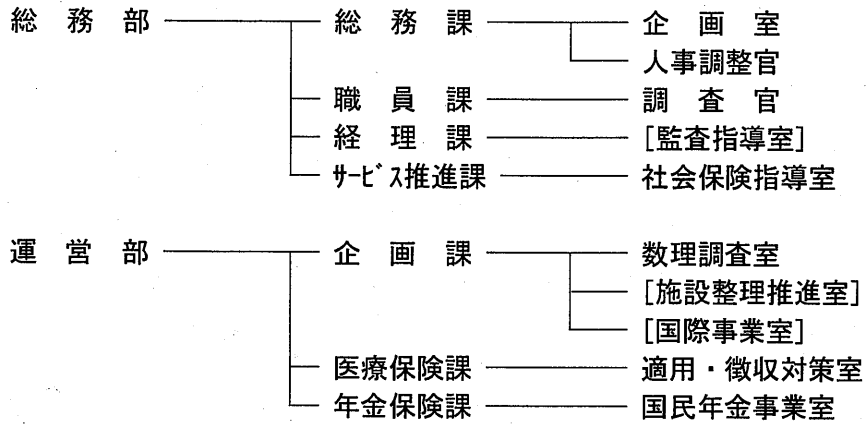 総務部 総務課 企画室
人事調整官
職員課 調査官
経理課 [監査指導室]
サービス推進課 社会保険指導室
運営部 企画課 数理調査室
[施設整理推進室]
[国際事業室]
医療保険課 適用・徴収対策室
年金保険課 国民年金事業室